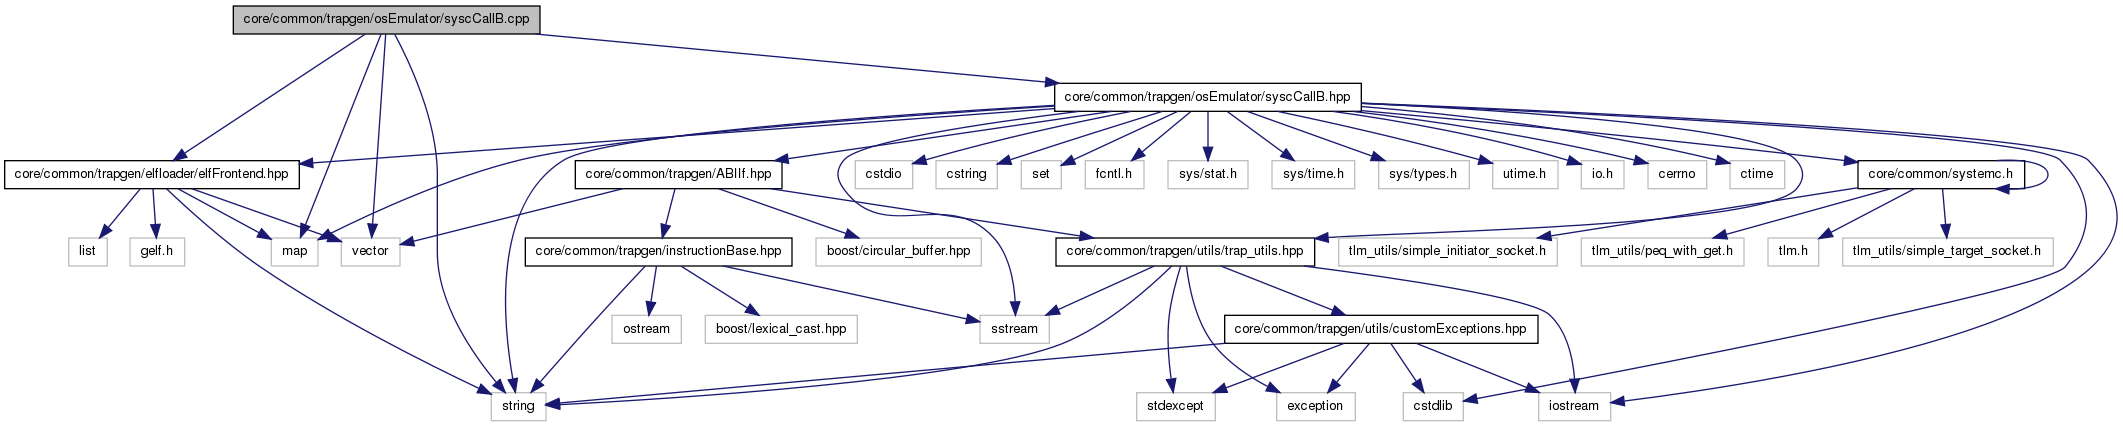 core/common/trapgen/osEmulator/syscCallB.cpp
core/common/trapgen/osEmulator/syscCallB.hpp
core/common/trapgen/elfloader/elfFrontend.hpp
core/common/trapgen/ABIIf.hpp
cstdio
cstring
set
fcntl.h
sys/stat.h
sys/time.h
sys/types.h
utime.h
io.h
cerrno
ctime
core/common/systemc.h
list
gelf.h
map
vector
core/common/trapgen/instructionBase.hpp
boost/circular_buffer.hpp
core/common/trapgen/utils/trap_utils.hpp
tlm_utils/simple_initiator_socket.h
tlm_utils/peq_with_get.h
tlm.h
tlm_utils/simple_target_socket.h
ostream
boost/lexical_cast.hpp
sstream
core/common/trapgen/utils/customExceptions.hpp
string
stdexcept
exception
cstdlib
iostream